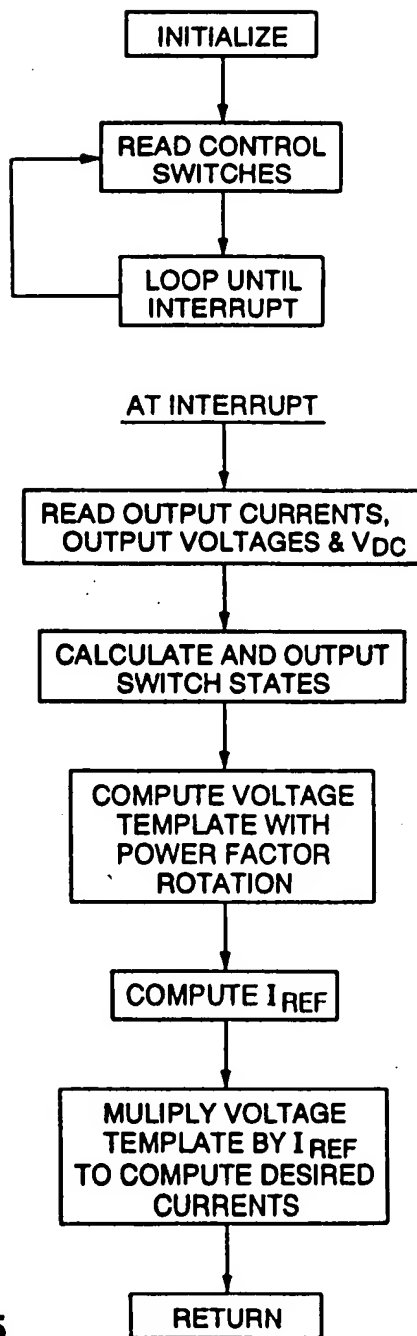 INITIALIZE
READ CONTROL
SWITCHES
LOOP UNTIL
INTERRUPT
AT INTERRUPT
READ OUTPUT CURRENTS,
OUTPUT VOLTAGES & VDC
CALCULATE AND OUTPUT
SWITCH STATES
COMPUTE VOLTAGE
TEMPLATE WITH
POWER FACTOR
ROTATION
COMPUTE IREF
MULIPLY VOLTAGE
TEMPLATE BY IREF
TO COMPUTE DESIRED
CURRENTS
RETURN